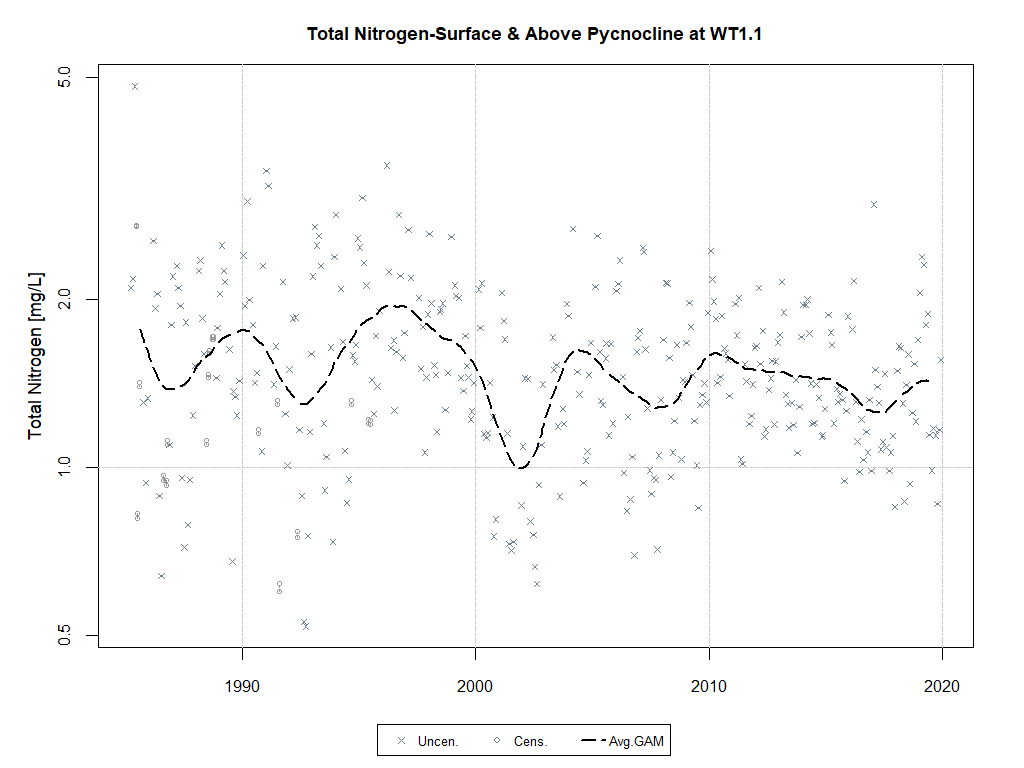 Total Nitrogen-Surface & Above Pycnocline at WT1.1
Total Nitrogen [mg/L]
5.0
2.0
1.0
0.5
1990 2000 2010 2020
Uncen. Cens. Avg.GAM